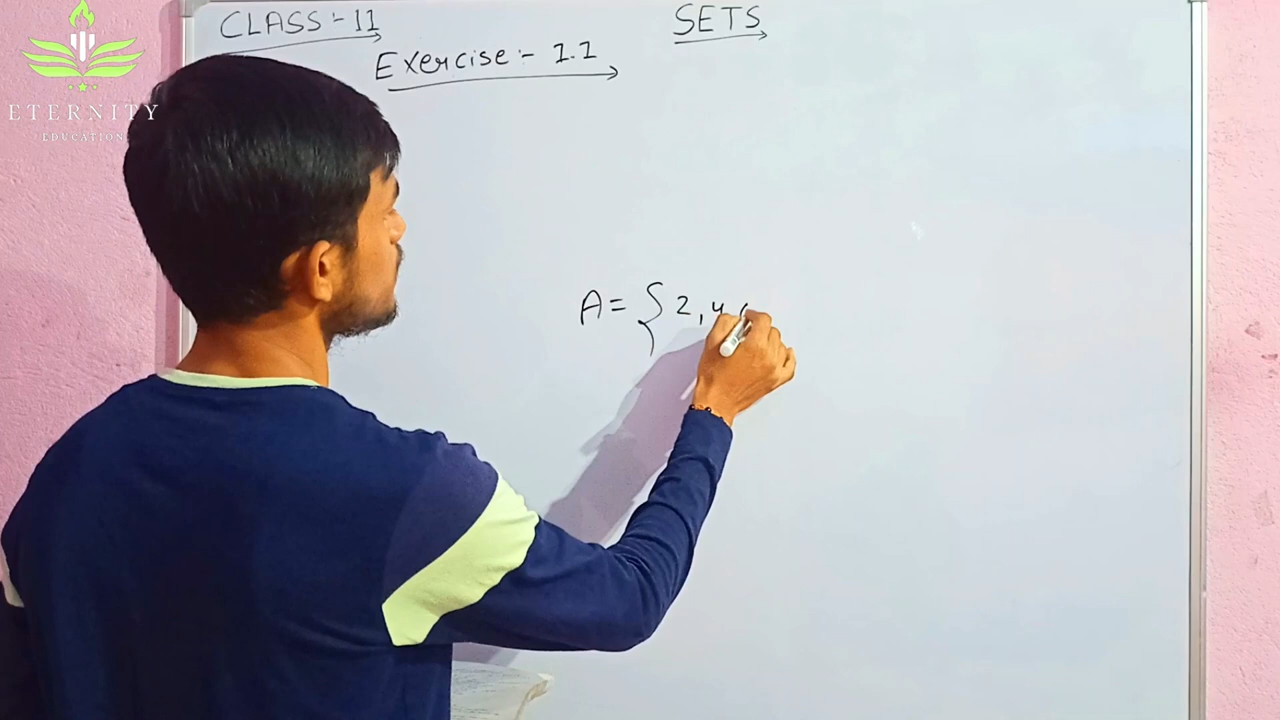 ETERNITY
EDUCATION
CLASS:- 11
SETS
Exercise:- 1.1
A= { 2, 4